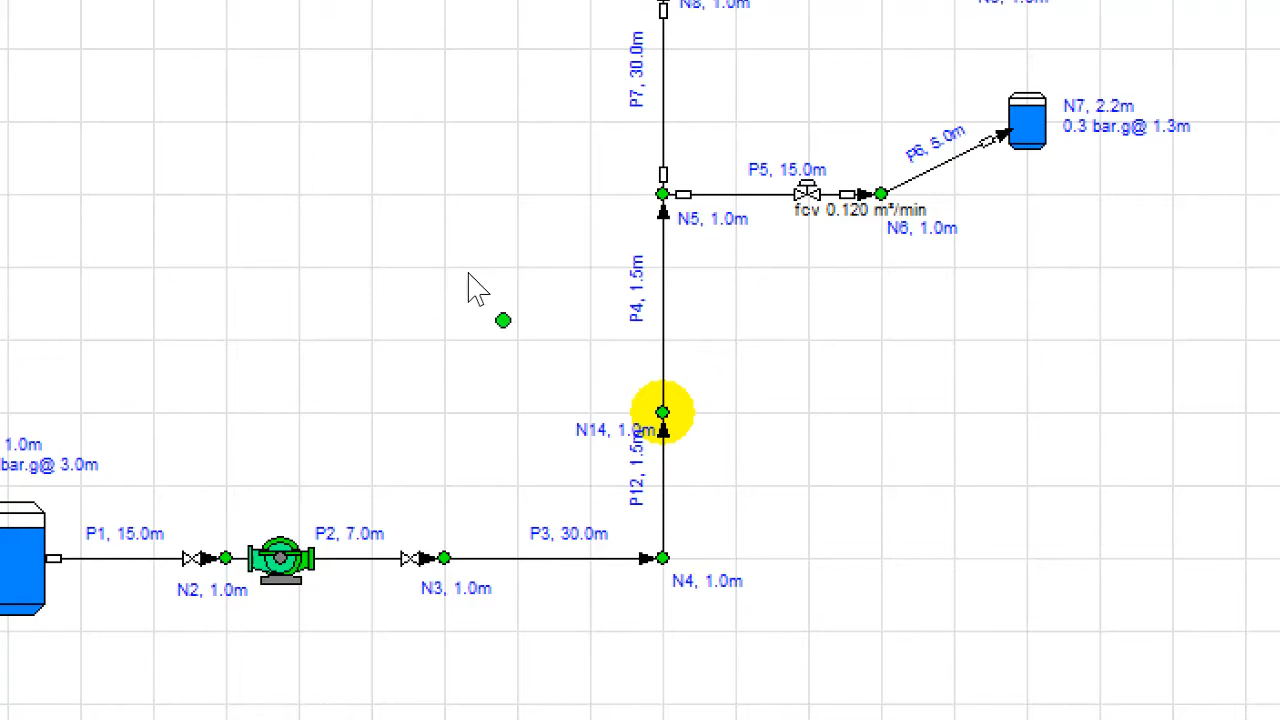 N8, 1.0m
P7, 30.0m
N7, 2.2m
0.3 bar.g@ 1.3m
P6, 5.0m
P5, 15.0m
fcv 0.120 m³/min
N5, 1.0m
N6, 1.0m
P4, 1.5m
N14, 1.0m
1.0m
bar.g@ 3.0m
P12, 1.5m
P1, 15.0m
P2, 7.0m
P3, 30.0m
N2, 1.0m
N3, 1.0m
N4, 1.0m